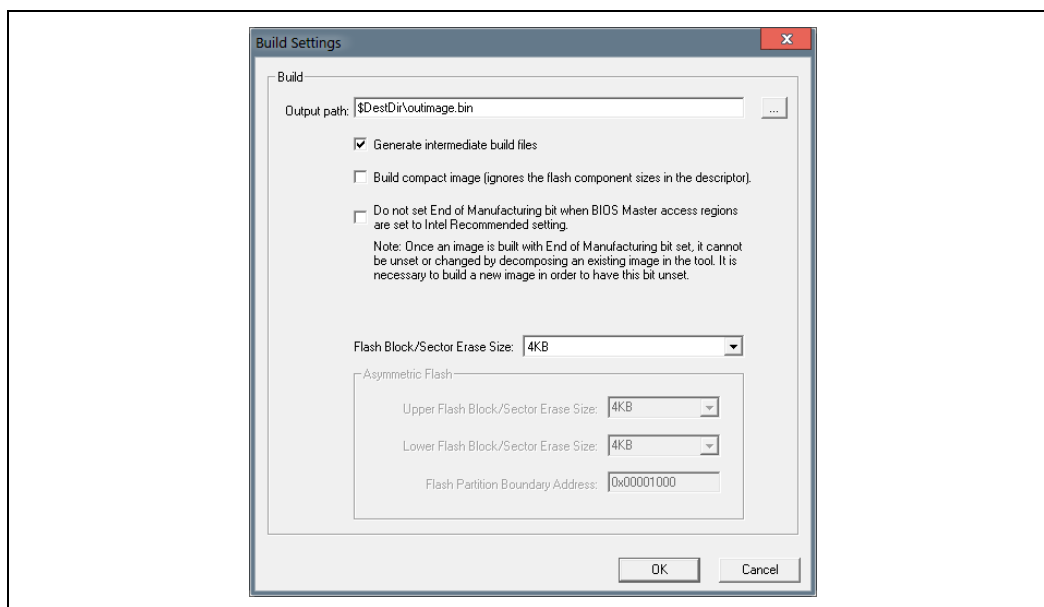 Build Settings
x
Build
Output path: $DestDir\outimage.bin ...
Generate intermediate build files
Build compact image (ignores the flash component sizes in the descriptor).
Do not set End of Manufacturing bit when BIOS Master access regions
are set to Intel Recommended setting.
Note: Once an image is built with End of Manufacturing bit set, it cannot
be unset or changed by decomposing an existing image in the tool. It is
necessary to build a new image in order to have this bit unset.
Flash Block/Sector Erase Size: 4KB
Asymmetric Flash
Upper Flash Block/Sector Erase Size: 4KB
Lower Flash Block/Sector Erase Size: 4KB
Flash Partition Boundary Address: 0x00001000
OK Cancel